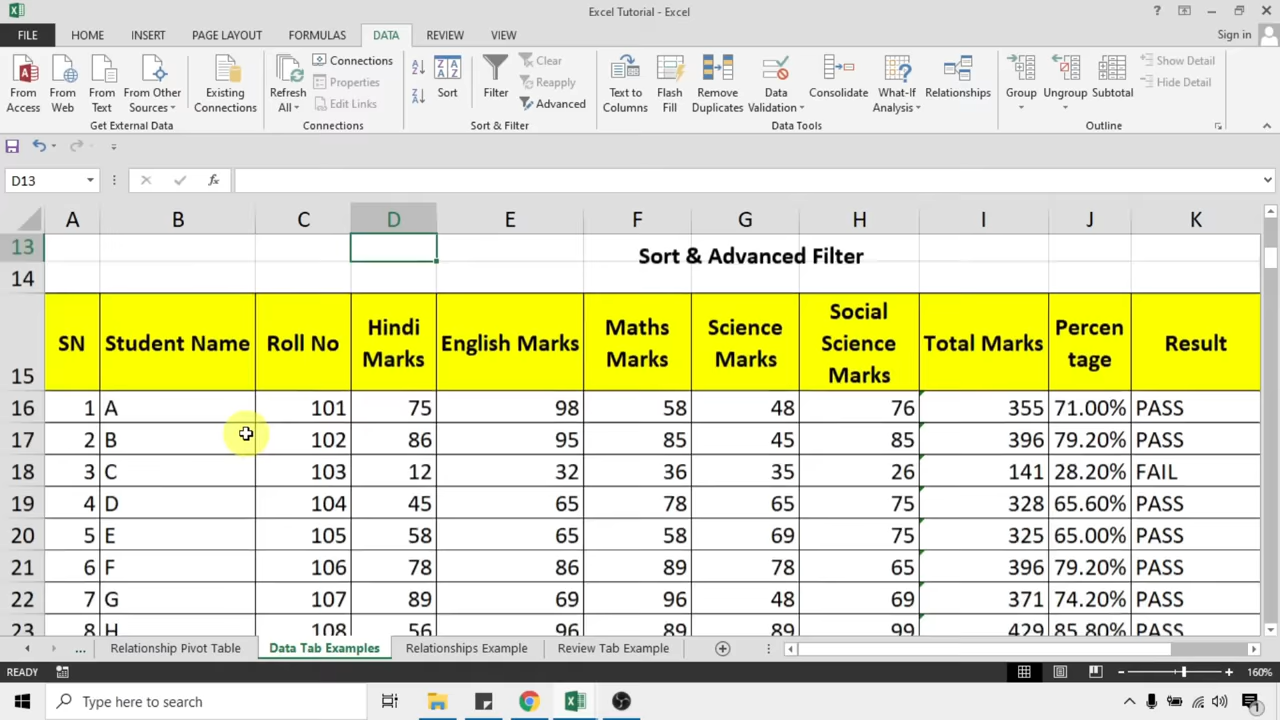 Excel Tutorial - Excel
?
FILE HOME INSERT PAGE LAYOUT FORMULAS DATA REVIEW VIEW Sign in
From Access
From Web
From Text
From Other Sources
Existing Connections
Get External Data
Refresh All
Connections
Properties
Edit Links
Connections
Sort
Filter
Clear
Reapply
Advanced
Sort & Filter
Text to Columns
Flash Fill
Remove Duplicates
Data Validation
Consolidate
What-If Analysis
Relationships
Data Tools
Group
Ungroup
Subtotal
Show Detail
Hide Detail
Outline
D13 fx
A B C D E F G H I J K
13 Sort & Advanced Filter
14
15 SN Student Name Roll No Hindi Marks English Marks Maths Marks Science Marks Social Science Marks Total Marks Percen tage Result
16 1 A 101 75 98 58 48 76 355 71.00% PASS
17 2 B 102 86 95 85 45 85 396 79.20% PASS
18 3 C 103 12 32 36 35 26 141 28.20% FAIL
19 4 D 104 45 65 78 65 75 328 65.60% PASS
20 5 E 105 58 65 58 69 75 325 65.00% PASS
21 6 F 106 78 86 89 78 65 396 79.20% PASS
22 7 G 107 89 69 96 48 69 371 74.20% PASS
23 8 H 108 56 96 89 89 99 429 85.80% PASS
... Relationship Pivot Table Data Tab Examples Relationships Example Review Tab Example
READY 160%
Type here to search 1